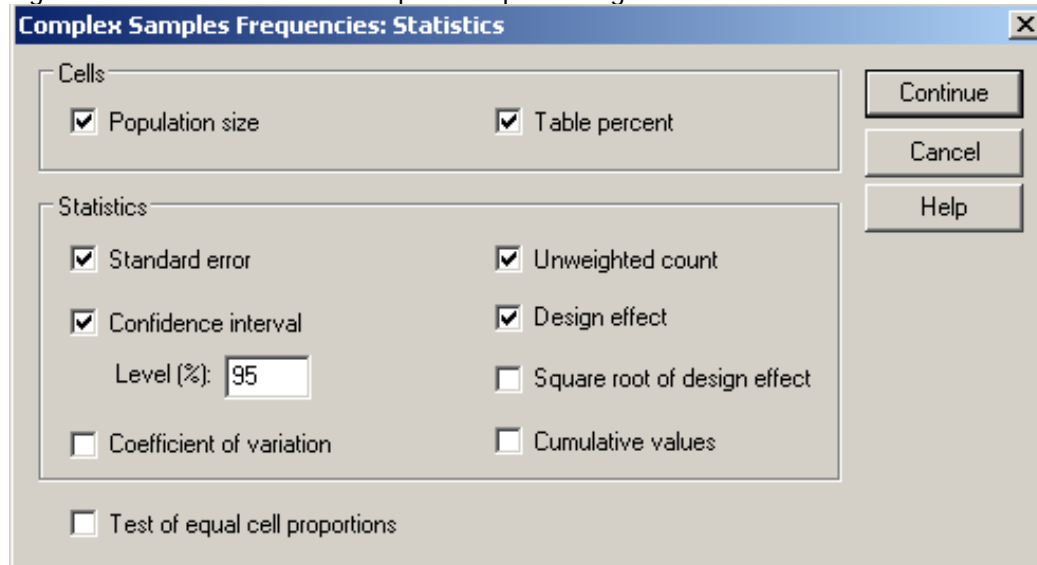 Complex Samples Frequencies: Statistics
Cells
Population size
Table percent
Continue
Cancel
Help
Statistics
Standard error
Unweighted count
Confidence interval
Design effect
Level (%): 95
Square root of design effect
Coefficient of variation
Cumulative values
Test of equal cell proportions